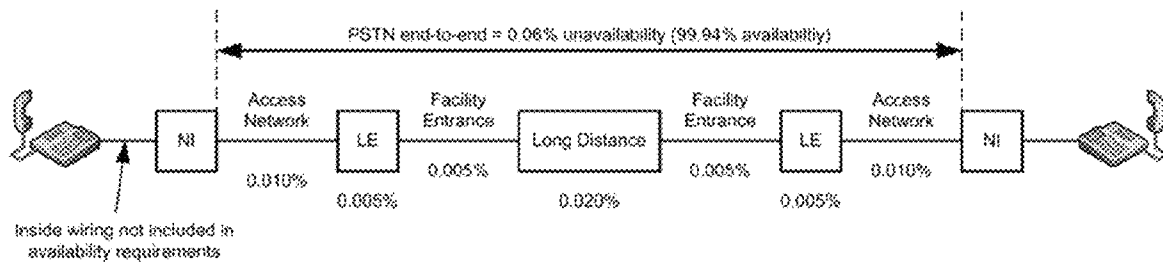 PSTN end-to-end = 0.06% unavailability (99.94% availabiltiy)
Access Network
Facility Entrance
Facility Entrance
Access Network
NI
LE
Long Distance
LE
NI
0.010%
0.005%
0.005%
0.010%
0.005%
0.020%
0.005%
Inside wiring not included in
availability requirements